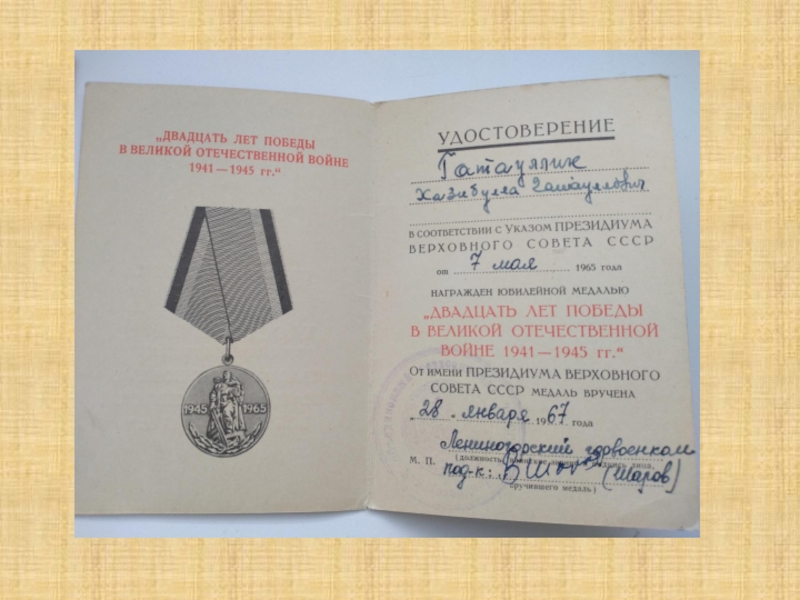 „ДВАДЦАТЬ ЛЕТ ПОБЕДЫ
В ВЕЛИКОЙ ОТЕЧЕСТВЕННОЙ ВОЙНЕ
1941—1945 гг.“
1945 1965
УДОСТОВЕРЕНИЕ
Гатауллин
Хазибулла Гатауллович
В СООТВЕТСТВИИ С УКАЗОМ ПРЕЗИДИУМА
ВЕРХОВНОГО СОВЕТА СССР
от 7 мая 1965 года
НАГРАЖДЕН ЮБИЛЕЙНОЙ МЕДАЛЬЮ
„ДВАДЦАТЬ ЛЕТ ПОБЕДЫ
В ВЕЛИКОЙ ОТЕЧЕСТВЕННОЙ
ВОЙНЕ 1941—1945 гг.“
От имени ПРЕЗИДИУМА ВЕРХОВНОГО
СОВЕТА СССР МЕДАЛЬ ВРУЧЕНА
28 января 1967 года
Лениногорский горвоенком
М. П. (должность,
под-к: (Шаров)
вручившего медаль)